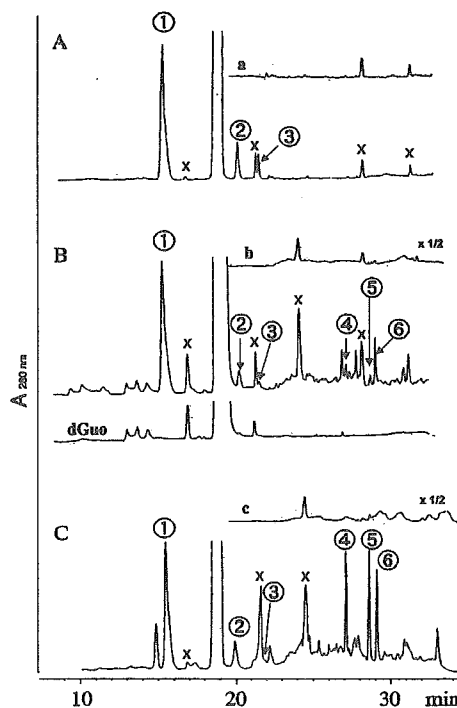 ①
A
a
②
X
③
X
X
X
①
B
b
x 1/2
②
③
X
X
X
④
X
⑤
⑥
dGuo
A 280 nm
c
x 1/2
C
①
X
②
X
③
X
④
⑤
⑥
10 20 30 min